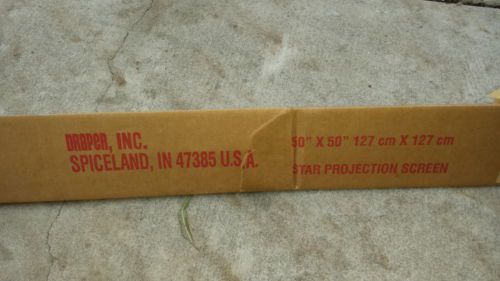 DRAPER, INC.
SPICELAND, IN 47385 U.S.A.
50" X 50" 127 cm X 127 cm
STAR PROJECTION SCREEN